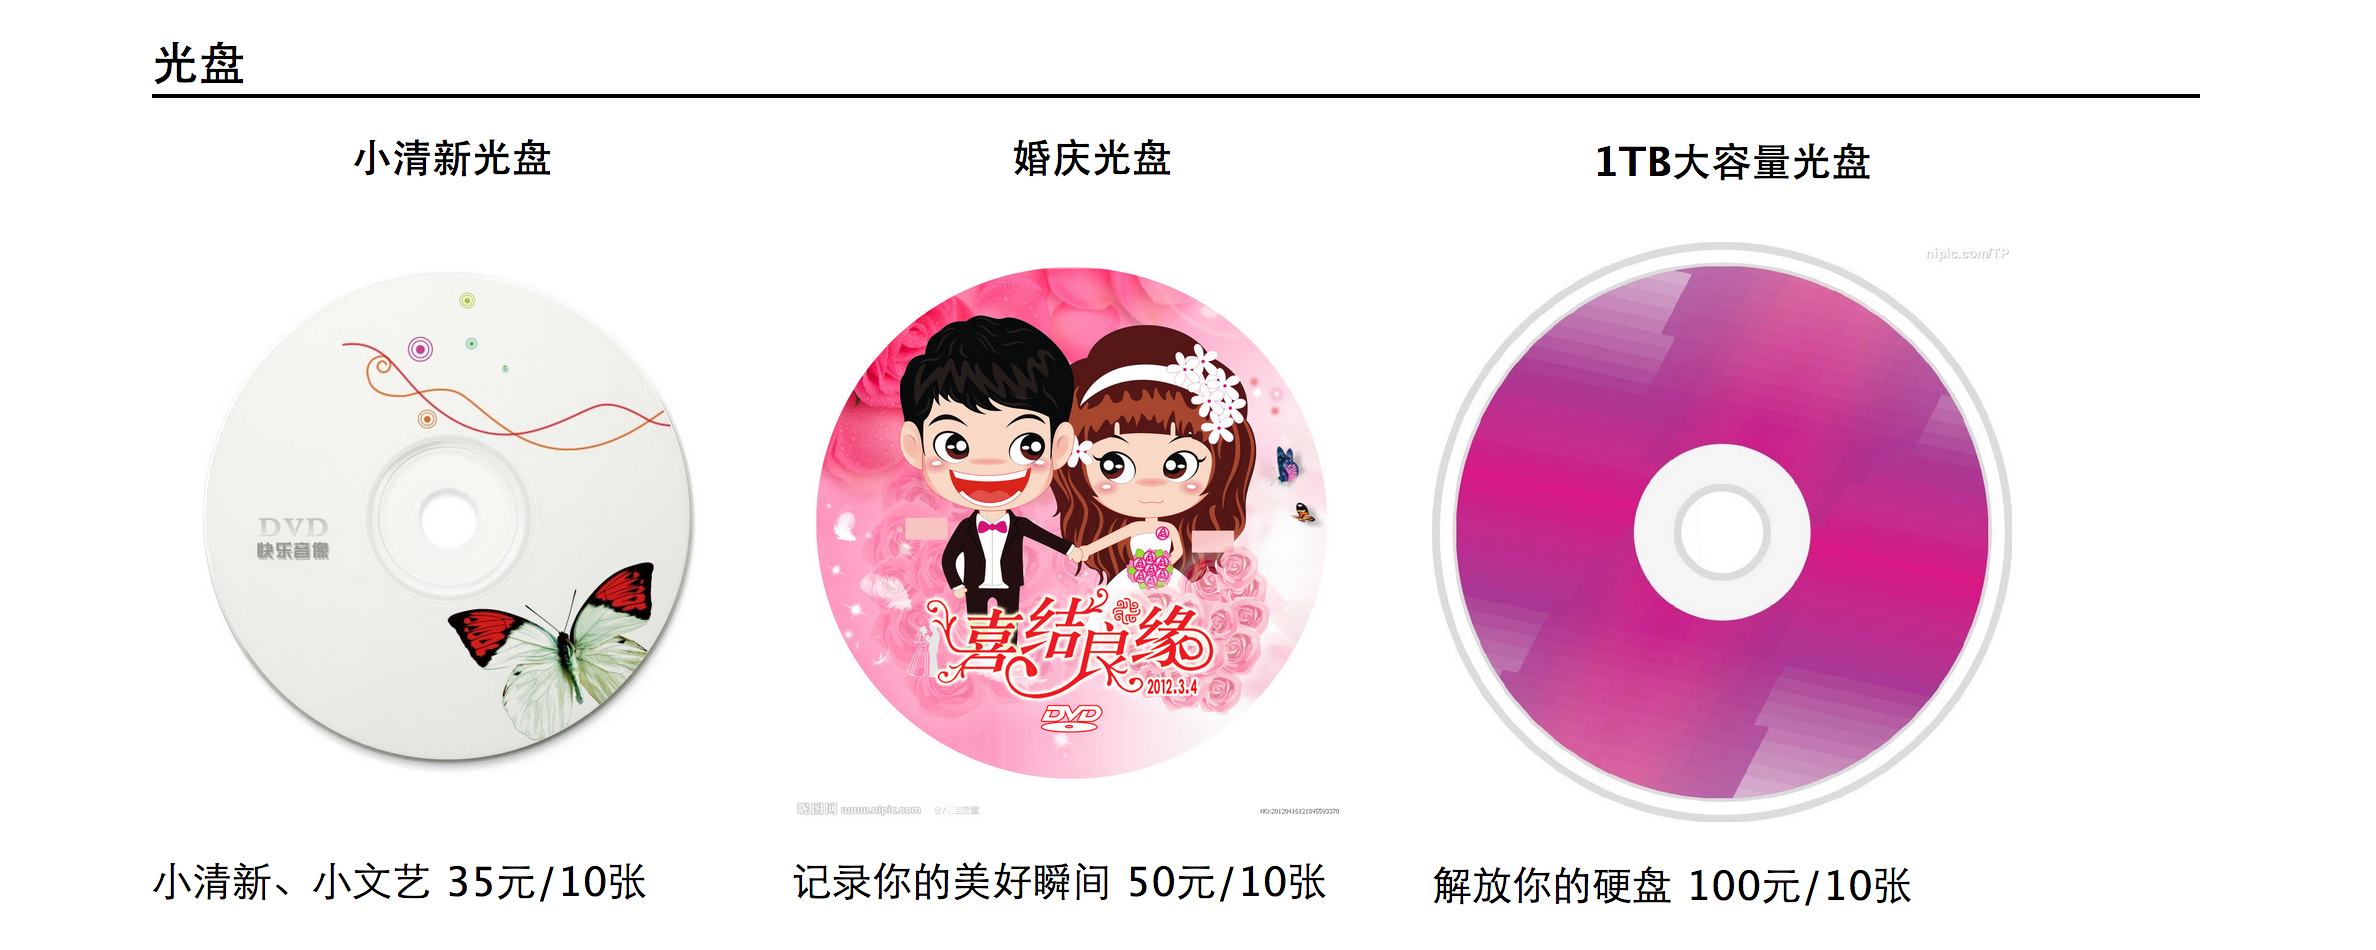 光盘
小清新光盘
婚庆光盘
1TB大容量光盘
nipic.com/TP
DVD
快乐音像
喜结良缘
2012.3.4
DVD
昵图网 www.nipic.com
NO:20120416121845593370
小清新、小文艺 35元/10张
记录你的美好瞬间 50元/10张
解放你的硬盘 100元/10张